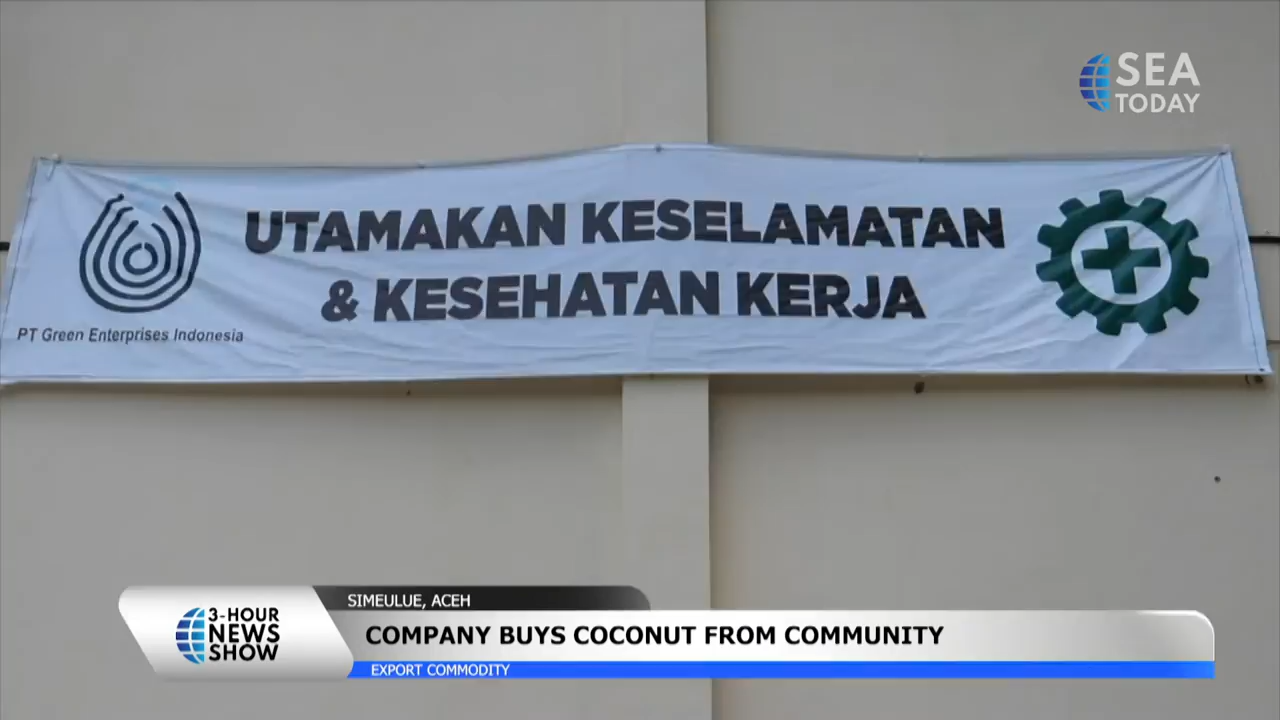 SEA
TODAY
UTAMAKAN KESELAMATAN
& KESEHATAN KERJA
PT Green Enterprises Indonesia
SIMEULUE, ACEH
3-HOUR
NEWS
SHOW
COMPANY BUYS COCONUT FROM COMMUNITY
EXPORT COMMODITY